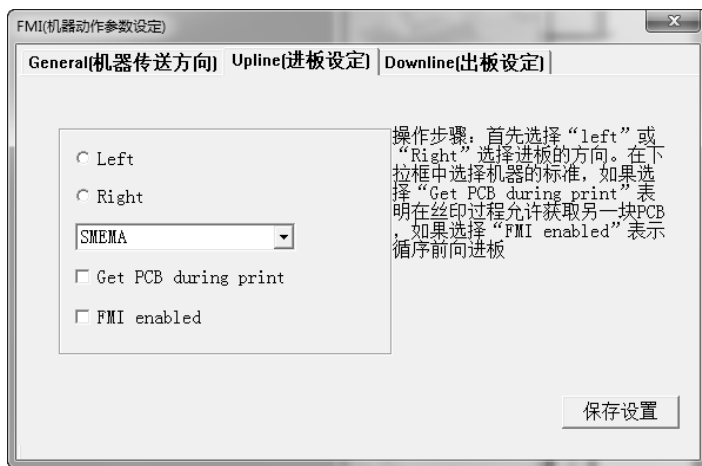 FMI(机器动作参数设定)
General(机器传送方向) Upline(进板设定) Downline(出板设定)
操作步骤：首先选择“left”或
“Right”选择进板的方向。在下
拉框中选择机器的标准，如果选
择“Get PCB during print”表
明在丝印过程允许获取另一块PCB
，如果选择“FMI enabled”表示
循序前向进板
Left
Right
SMEMA
Get PCB during print
FMI enabled
保存设置